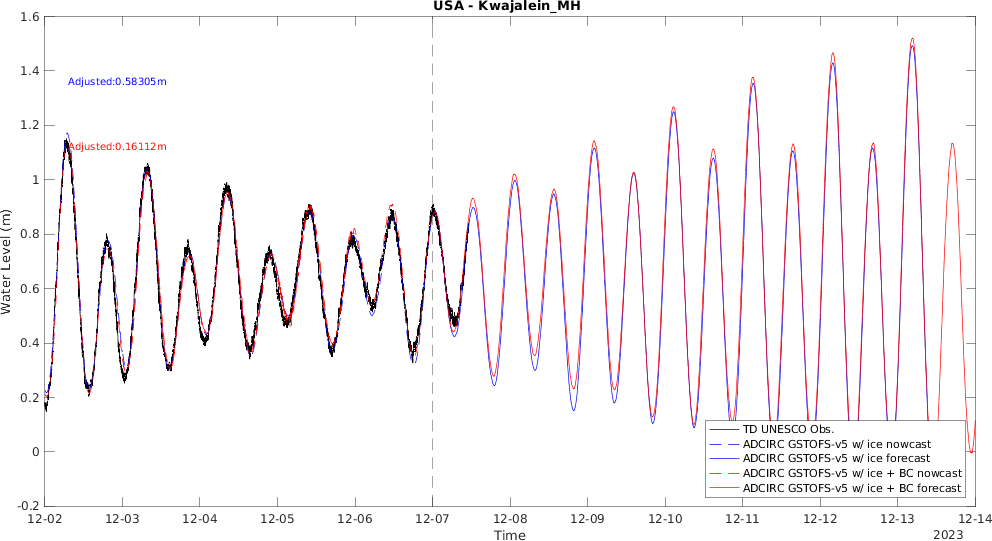 USA - Kwajalein_MH
1.6
1.4
1.2
1
0.8
0.6
0.4
0.2
0
-0.2
Water Level (m)
Adjusted:0.58305m
Adjusted:0.16112m
TD UNESCO Obs.
ADCIRC GSTOFS-v5 w/ ice nowcast
ADCIRC GSTOFS-v5 w/ ice forecast
ADCIRC GSTOFS-v5 w/ ice + BC nowcast
ADCIRC GSTOFS-v5 w/ ice + BC forecast
12-02 12-03 12-04 12-05 12-06 12-07 12-08 12-09 12-10 12-11 12-12 12-13 12-14
Time
2023